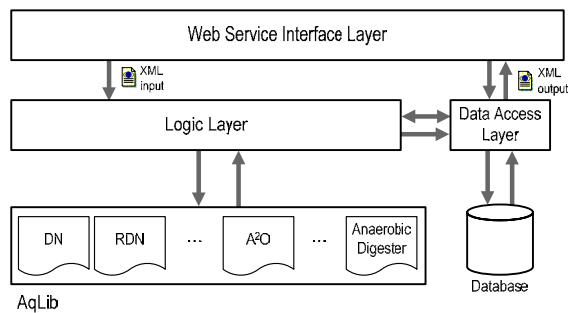 Web Service Interface Layer
XML
input
XML
output
Logic Layer
Data Access
Layer
DN
RDN
...
A²O
...
Anaerobic
Digester
Database
AqLib